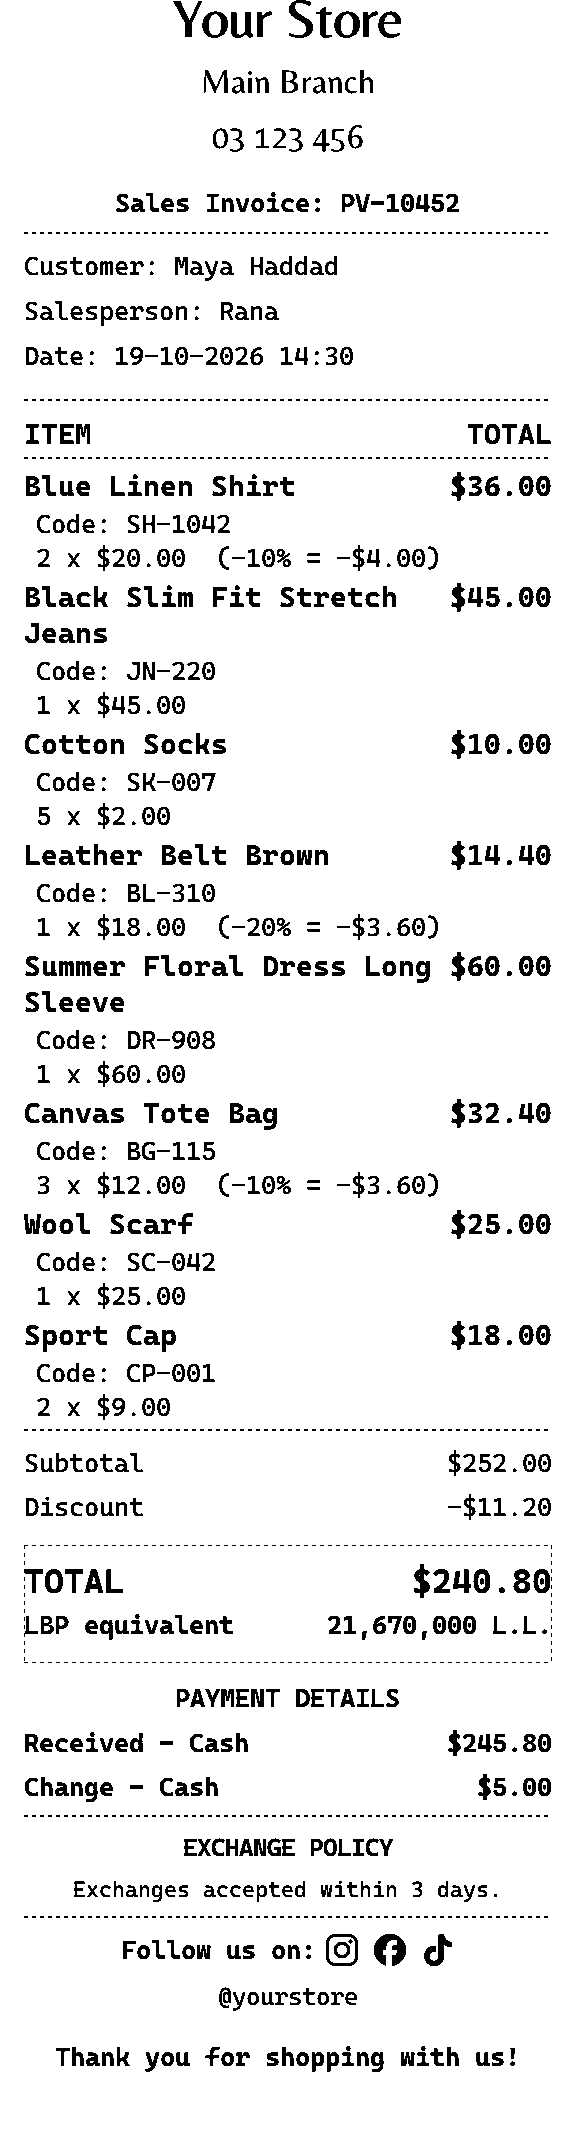 Your Store
Main Branch
03 123 456
Sales Invoice: PV-10452
Customer: Maya Haddad
Salesperson: Rana
Date: 19-10-2026 14:30
ITEM TOTAL
Blue Linen Shirt $36.00
Code: SH-1042
2 x $20.00 (-10% = -$4.00)
Black Slim Fit Stretch $45.00
Jeans
Code: JN-220
1 x $45.00
Cotton Socks $10.00
Code: SK-007
5 x $2.00
Leather Belt Brown $14.40
Code: BL-310
1 x $18.00 (-20% = -$3.60)
Summer Floral Dress Long $60.00
Sleeve
Code: DR-908
1 x $60.00
Canvas Tote Bag $32.40
Code: BG-115
3 x $12.00 (-10% = -$3.60)
Wool Scarf $25.00
Code: SC-042
1 x $25.00
Sport Cap $18.00
Code: CP-001
2 x $9.00
Subtotal $252.00
Discount -$11.20
TOTAL $240.80
LBP equivalent 21,670,000 L.L.
PAYMENT DETAILS
Received - Cash $245.80
Change - Cash $5.00
EXCHANGE POLICY
Exchanges accepted within 3 days.
Follow us on:
@yourstore
Thank you for shopping with us!